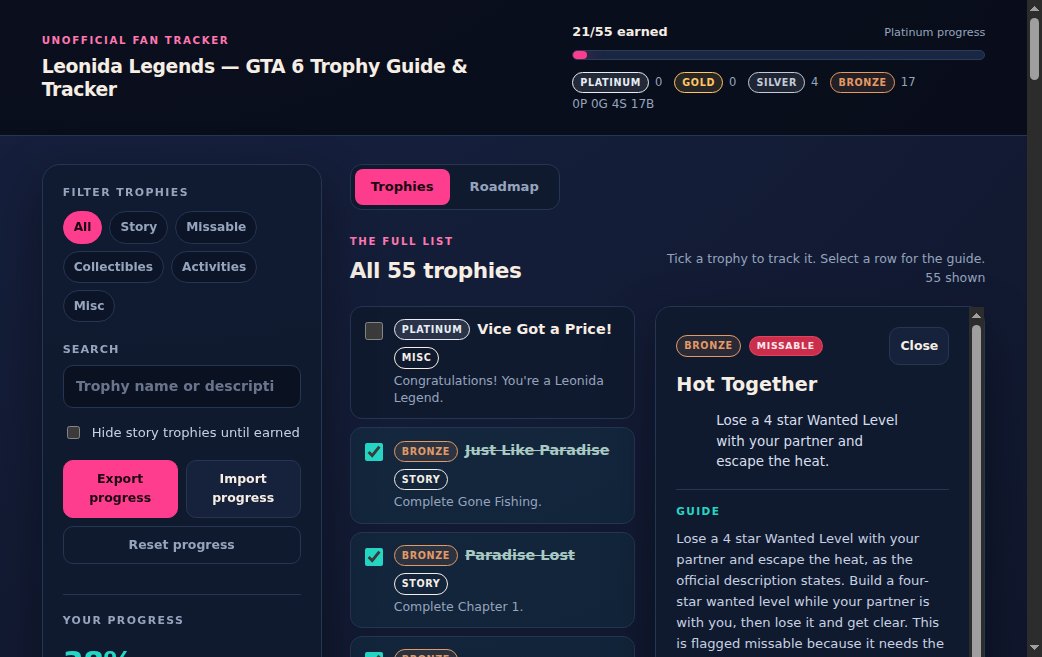 UNOFFICIAL FAN TRACKER
Leonida Legends — GTA 6 Trophy Guide &
Tracker
21/55 earned
Platinum progress
PLATINUM 0 GOLD 0 SILVER 4 BRONZE 17
0P 0G 4S 17B
FILTER TROPHIES
All Story Missable
Collectibles Activities
Misc
SEARCH
Trophy name or descripti
Hide story trophies until earned
Export
progress
Import
progress
Reset progress
YOUR PROGRESS
38%
Trophies Roadmap
THE FULL LIST
All 55 trophies
Tick a trophy to track it. Select a row for the guide.
55 shown
PLATINUM Vice Got a Price!
MISC
Congratulations! You're a Leonida
Legend.
BRONZE Just Like Paradise
STORY
Complete Gone Fishing.
BRONZE Paradise Lost
STORY
Complete Chapter 1.
BRONZE
BRONZE MISSABLE
Close
Hot Together
Lose a 4 star Wanted Level
with your partner and
escape the heat.
GUIDE
Lose a 4 star Wanted Level with your
partner and escape the heat, as the
official description states. Build a four-
star wanted level while your partner is
with you, then lose it and get clear. This
is flagged missable because it needs the